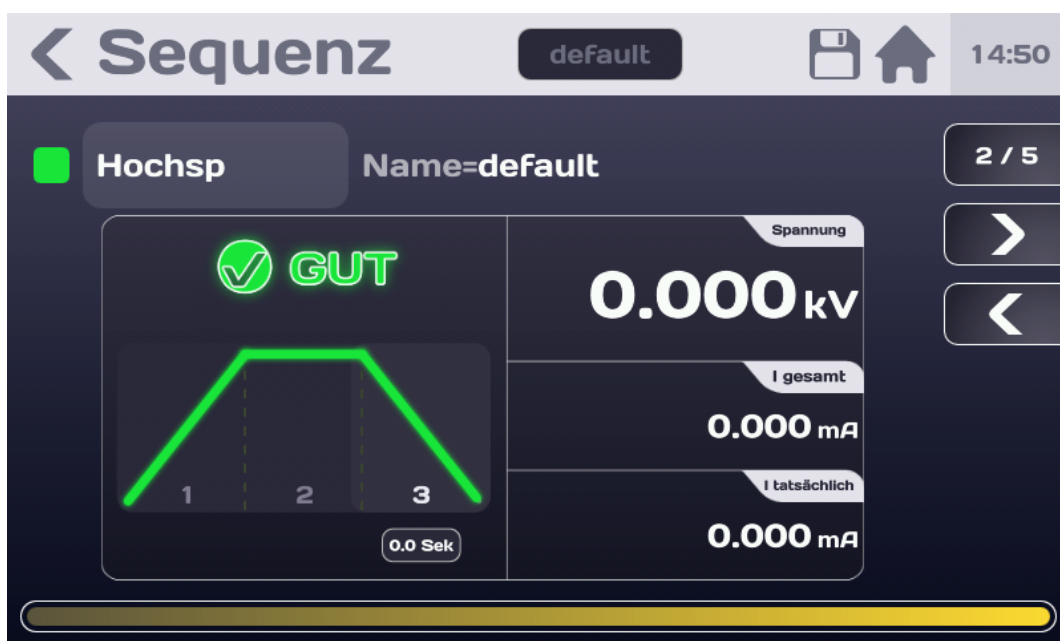 Sequenz
default
14:50
Hochsp
Name=default
2 / 5
GUT
Spannung
0.000 kV
I gesamt
0.000 mA
1 2 3
I tatsächlich
0.0 Sek
0.000 mA